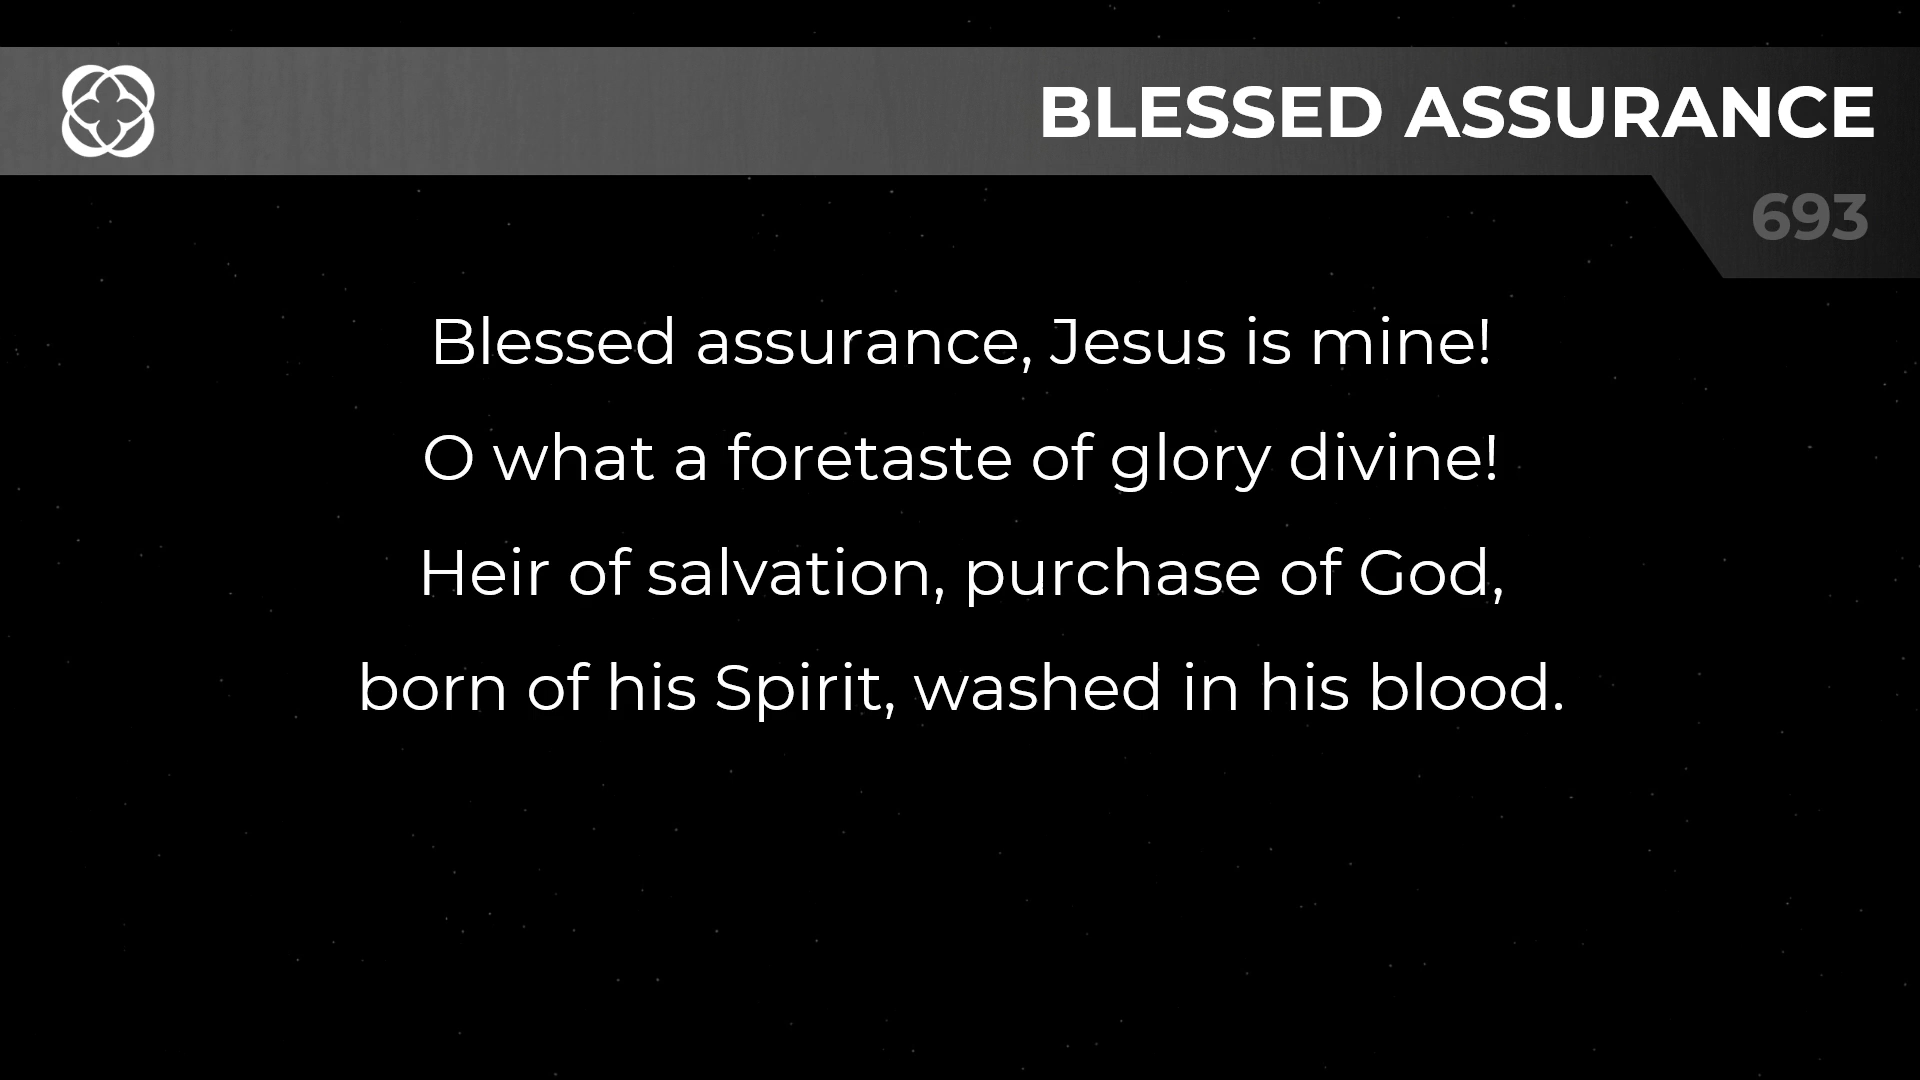 BLESSED ASSURANCE
693
Blessed assurance, Jesus is mine!
O what a foretaste of glory divine!
Heir of salvation, purchase of God,
born of his Spirit, washed in his blood.